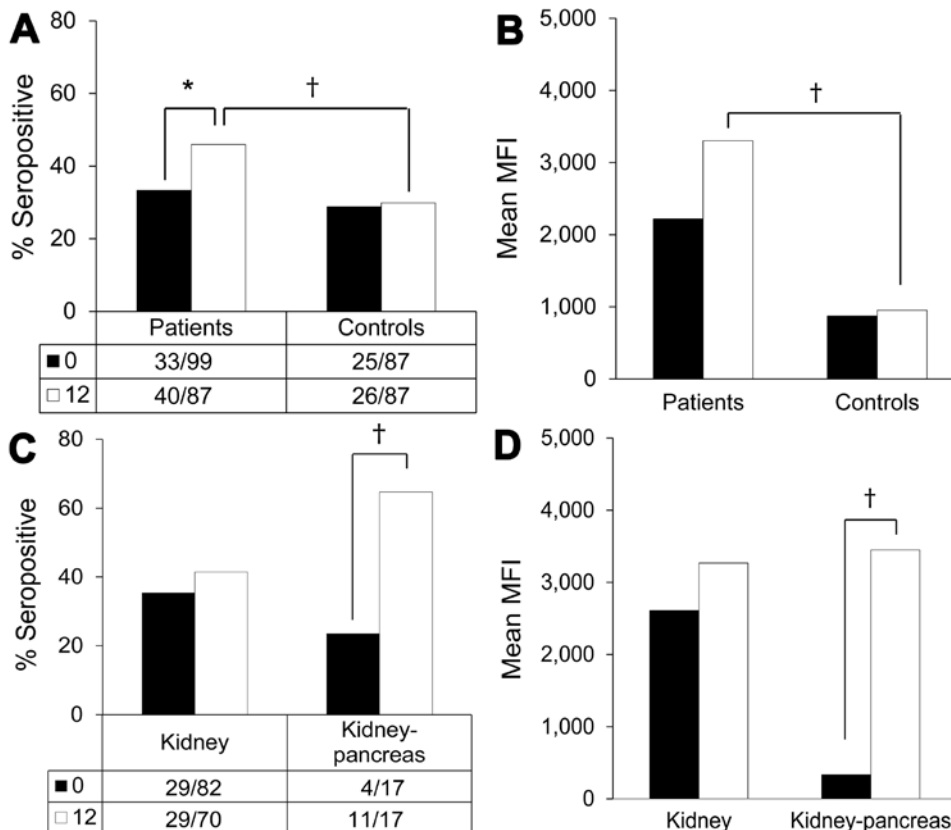 A
% Seropositive
80
60
40
20
0
*
†
Patients Controls
0 33/99 25/87
12 40/87 26/87
B
Mean MFI
5,000
4,000
3,000
2,000
1,000
0
†
Patients Controls
C
% Seropositive
80
60
40
20
0
†
Kidney Kidney-
pancreas
0 29/82 4/17
12 29/70 11/17
D
Mean MFI
5,000
4,000
3,000
2,000
1,000
0
†
Kidney Kidney-pancreas